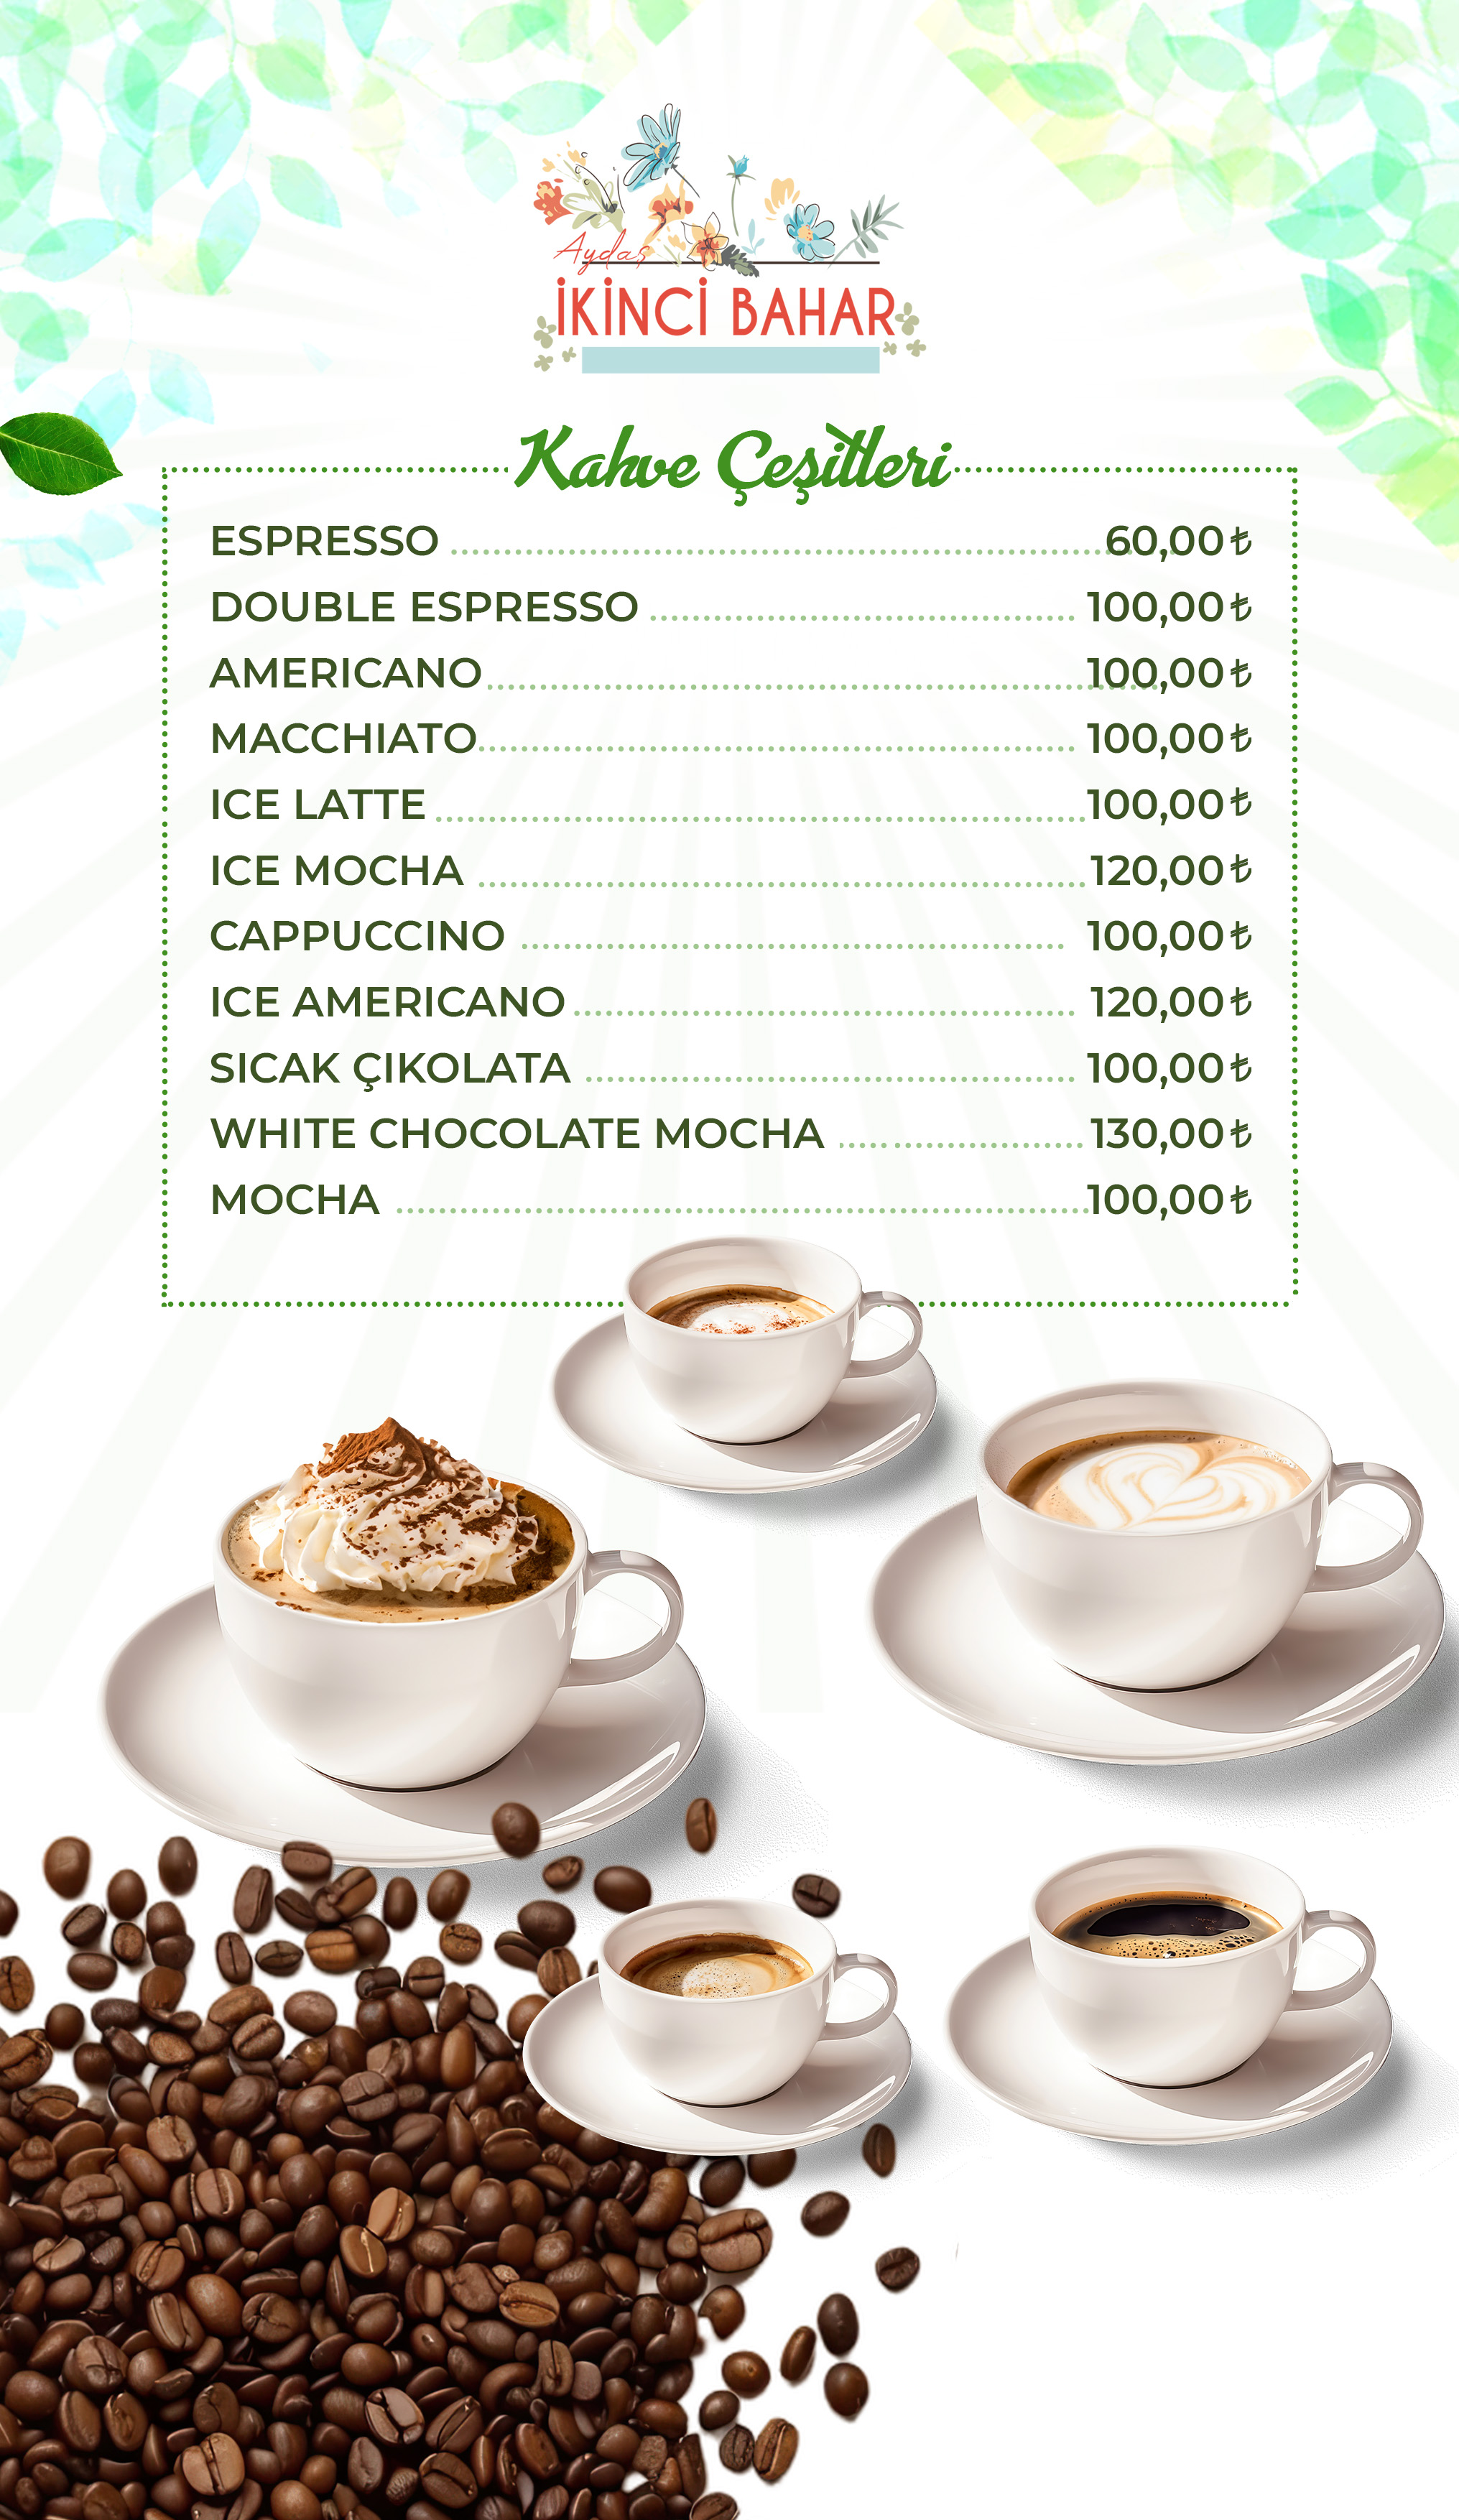 Aydaş
İKİNCİ BAHAR
Kahve Çeşitleri
ESPRESSO ........ 60,00₺
DOUBLE ESPRESSO ........ 100,00₺
AMERICANO ........ 100,00₺
MACCHIATO ........ 100,00₺
ICE LATTE ........ 100,00₺
ICE MOCHA ........ 120,00₺
CAPPUCCINO ........ 100,00₺
ICE AMERICANO ........ 120,00₺
SICAK ÇIKOLATA ........ 100,00₺
WHITE CHOCOLATE MOCHA ........ 130,00₺
MOCHA ........ 100,00₺